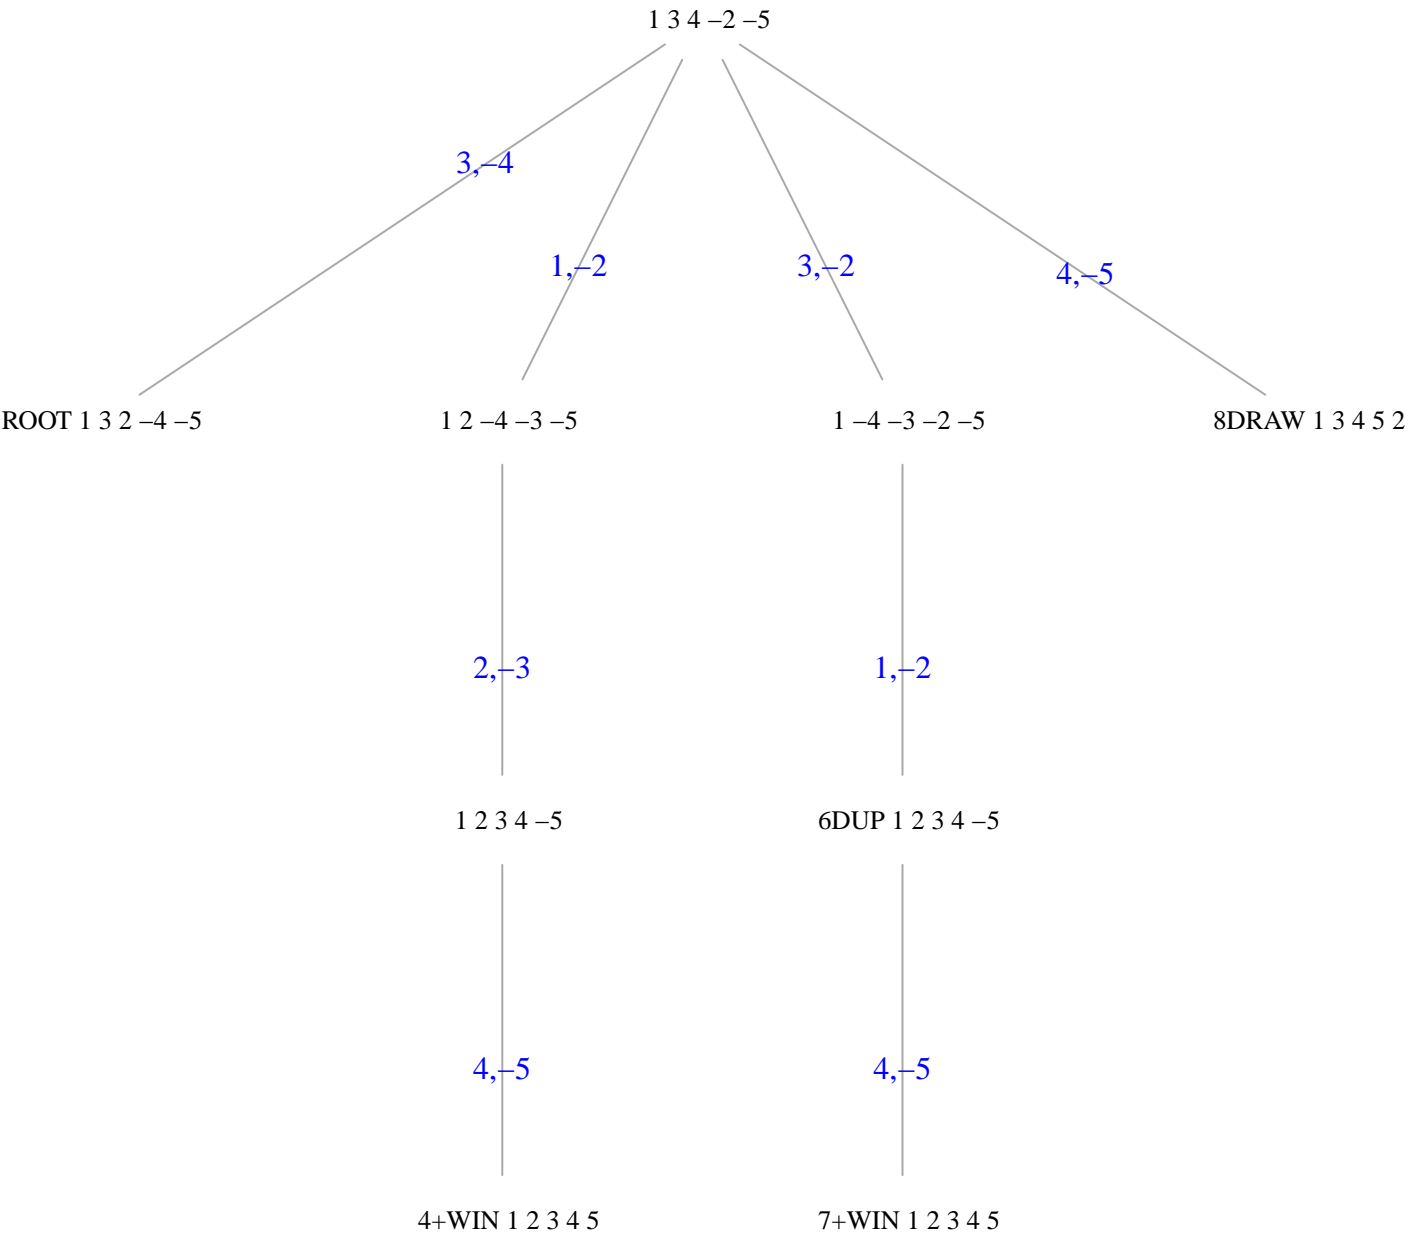 1 3 4 –2 –5
3,–4
1,–2
3,–2
4,–5
ROOT 1 3 2 –4 –5
1 2 –4 –3 –5
1 –4 –3 –2 –5
8DRAW 1 3 4 5 2
2,–3
1,–2
1 2 3 4 –5
6DUP 1 2 3 4 –5
4,–5
4,–5
4+WIN 1 2 3 4 5
7+WIN 1 2 3 4 5